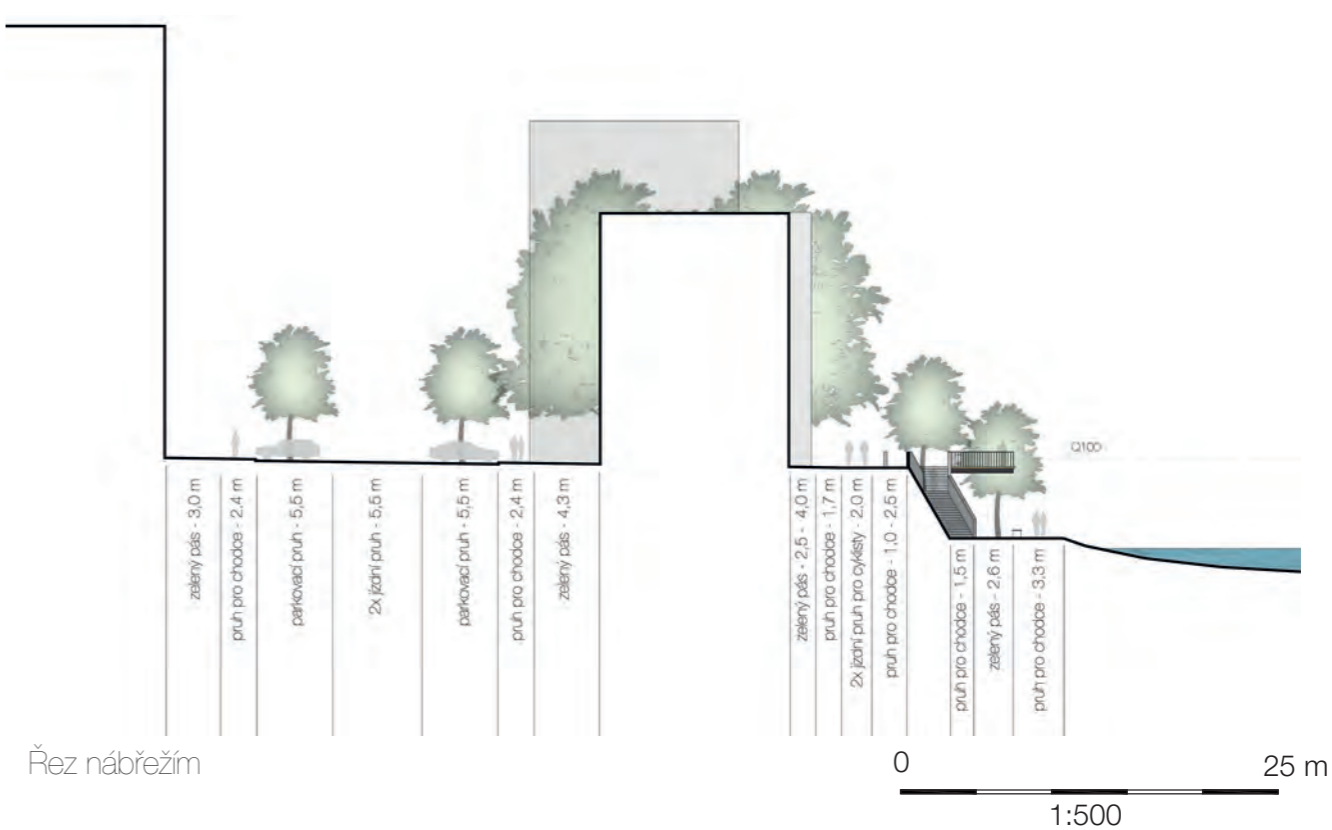 Q100
zelený pás - 3,0 m
pruh pro chodce - 2,4 m
parkovací pruh - 5,5 m
2x jízdní pruh - 5,5 m
parkovací pruh - 5,5 m
pruh pro chodce - 2,4 m
zelený pás - 4,3 m
zelený pás - 2,5 - 4,0 m
pruh pro chodce - 1,7 m
2x jízdní pruh pro cyklisty - 2,0 m
pruh pro chodce - 1,0 - 2,5 m
pruh pro chodce - 1,5 m
zelený pás - 2,6 m
pruh pro chodce - 3,3 m
Řez nábřežím
0
25 m
1:500